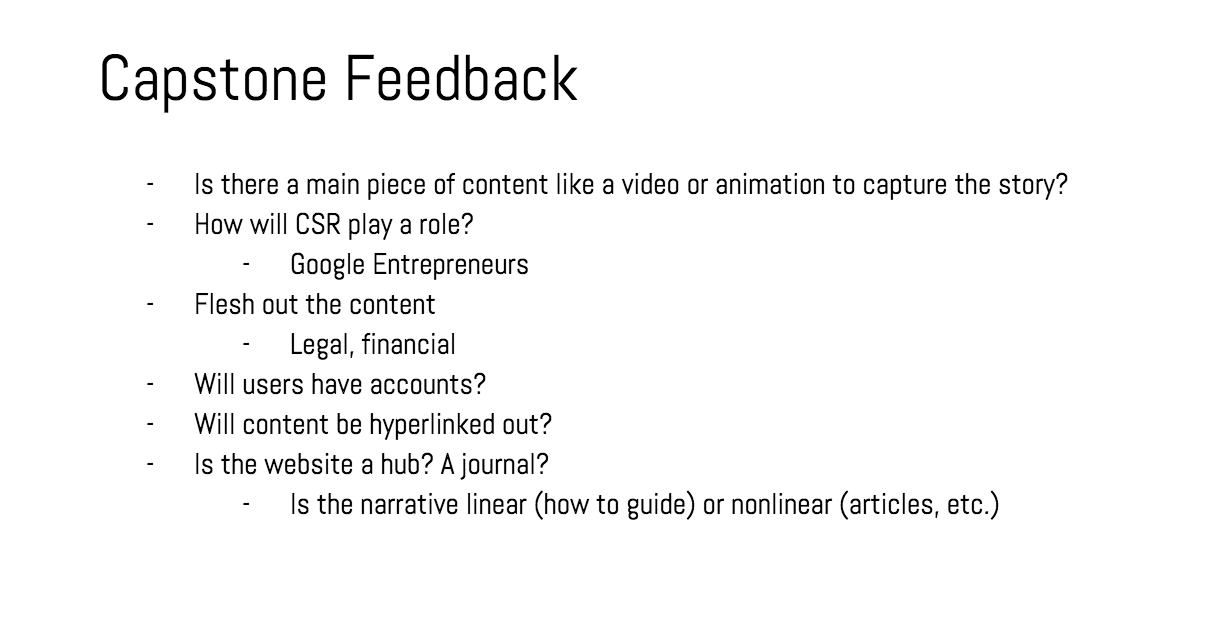 Capstone Feedback
- Is there a main piece of content like a video or animation to capture the story?
- How will CSR play a role?
- Google Entrepreneurs
- Flesh out the content
- Legal, financial
- Will users have accounts?
- Will content be hyperlinked out?
- Is the website a hub? A journal?
- Is the narrative linear (how to guide) or nonlinear (articles, etc.)